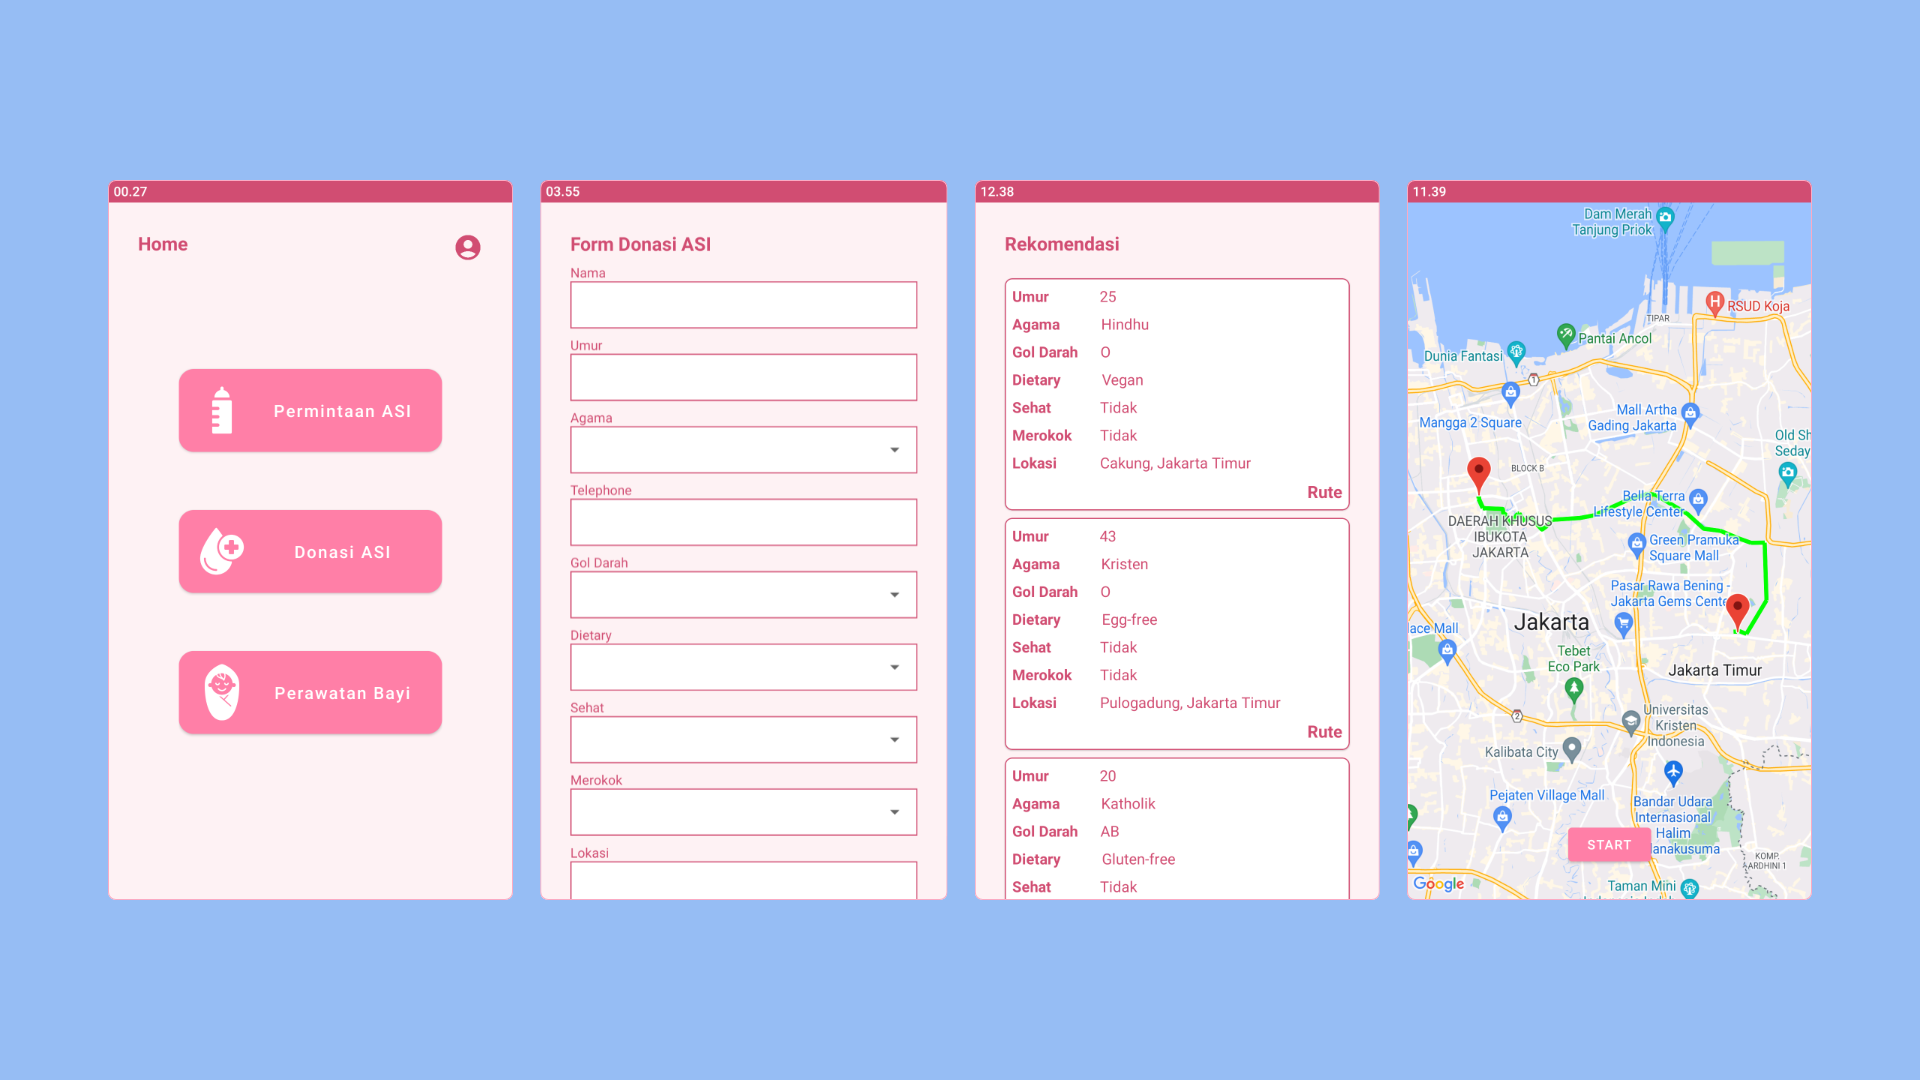 00.27
Home
Permintaan ASI
Donasi ASI
Perawatan Bayi
03.55
Form Donasi ASI
Nama
Umur
Agama
Telephone
Gol Darah
Dietary
Sehat
Merokok
Lokasi
12.38
Rekomendasi
Umur 25
Agama Hindhu
Gol Darah O
Dietary Vegan
Sehat Tidak
Merokok Tidak
Lokasi Cakung, Jakarta Timur
Rute
Umur 43
Agama Kristen
Gol Darah O
Dietary Egg-free
Sehat Tidak
Merokok Tidak
Lokasi Pulogadung, Jakarta Timur
Rute
Umur 20
Agama Katholik
Gol Darah AB
Dietary Gluten-free
Sehat Tidak
11.39
Dam Merah
Tanjung Priok
H
RSUD Koja
TIPAR
Pantai Ancol
Dunia Fantasi
1
Mangga 2 Square
Mall Artha
Gading Jakarta
Old Sh
Seday
BLOCK B
Bella Terra
Lifestyle Center
DAERAH KHUSUS
IBUKOTA
JAKARTA
Green Pramuka
Square Mall
Pasar Rawa Bening -
Jakarta Gems Cente
Jakarta
lace Mall
Tebet
Eco Park
Jakarta Timur
2
Universitas
Kristen
Indonesia
Kalibata City
Pejaten Village Mall
Bandar Udara
Internasional
Halim
anakusuma
START
KOMP.
AARDHINI 1
Google
Taman Mini